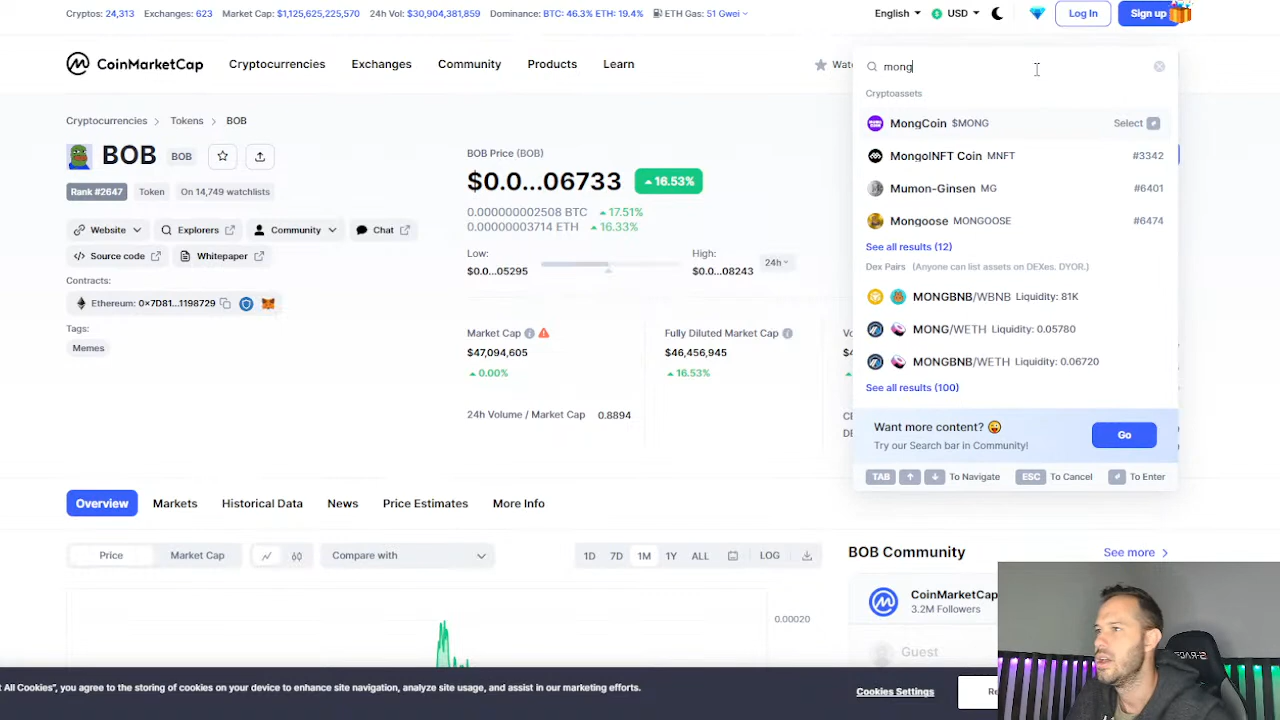 Cryptos: 24,313 Exchanges: 623 Market Cap: $1,125,625,225,570 24h Vol: $30,904,381,859 Dominance: BTC: 46.3% ETH: 19.4% ETH Gas: 51 Gwei
English USD Log In Sign up
CoinMarketCap Cryptocurrencies Exchanges Community Products Learn
mong
Cryptoassets
MongCoin $MONG Select
MongolNFT Coin MNFT #3342
Mumon-Ginsen MG #6401
Mongoose MONGOOSE #6474
See all results (12)
Dex Pairs (Anyone can list assets on DEXes. DYOR.)
MONGBNB/WBNB Liquidity: 81K
MONG/WETH Liquidity: 0.05780
MONGBNB/WETH Liquidity: 0.06720
See all results (100)
Want more content?
Try our Search bar in Community!
Go
TAB To Navigate ESC To Cancel To Enter
Cryptocurrencies > Tokens > BOB
BOB BOB
Rank #2647 Token On 14,749 watchlists
Website Explorers Community Chat
Source code Whitepaper
Contracts:
Ethereum: 0x7D81...1198729
Tags:
Memes
BOB Price (BOB)
$0.0...06733 16.53%
0.000000002508 BTC 17.51%
0.00000003714 ETH 16.33%
Low:
$0.0...05295
High:
$0.0...08243
24h
Market Cap
$47,094,605
0.00%
Fully Diluted Market Cap
$46,456,945
16.53%
24h Volume / Market Cap 0.8894
Overview Markets Historical Data News Price Estimates More Info
Price Market Cap Compare with 1D 7D 1M 1Y ALL LOG
0.00020
BOB Community See more >
CoinMarketCap
3.2M Followers
Guest
t All Cookies", you agree to the storing of cookies on your device to enhance site navigation, analyze site usage, and assist in our marketing efforts.
Cookies Settings